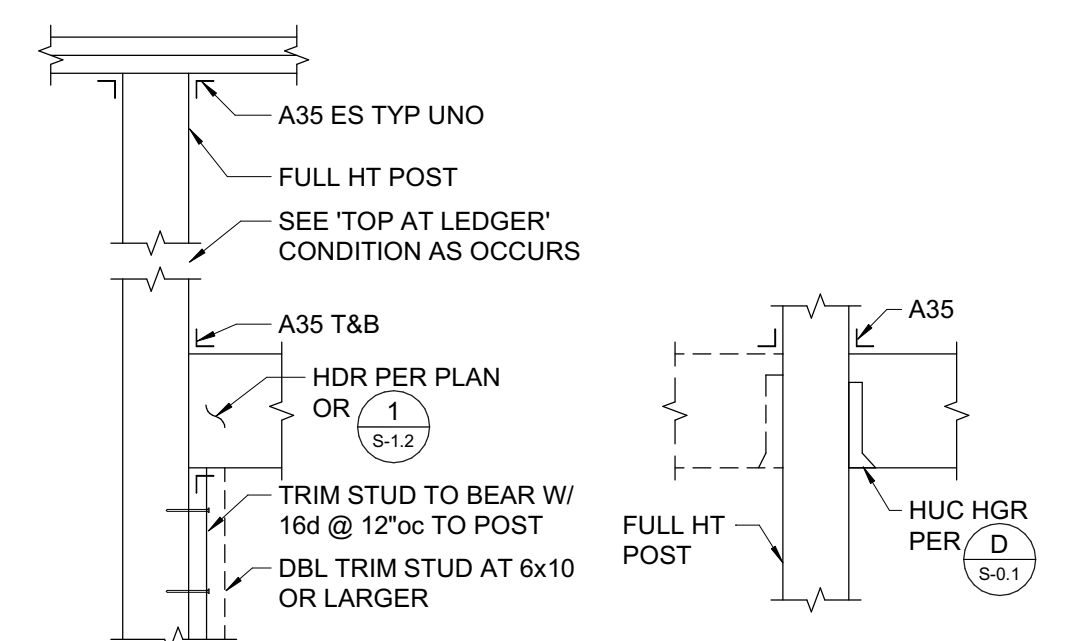 A35 ES TYP UNO
FULL HT POST
SEE 'TOP AT LEDGER'
CONDITION AS OCCURS
A35 T&B
HDR PER PLAN
OR 1
S-1.2
TRIM STUD TO BEAR W/
16d @ 12"oc TO POST
DBL TRIM STUD AT 6x10
OR LARGER
A35
FULL HT
POST
HUC HGR
PER D
S-0.1